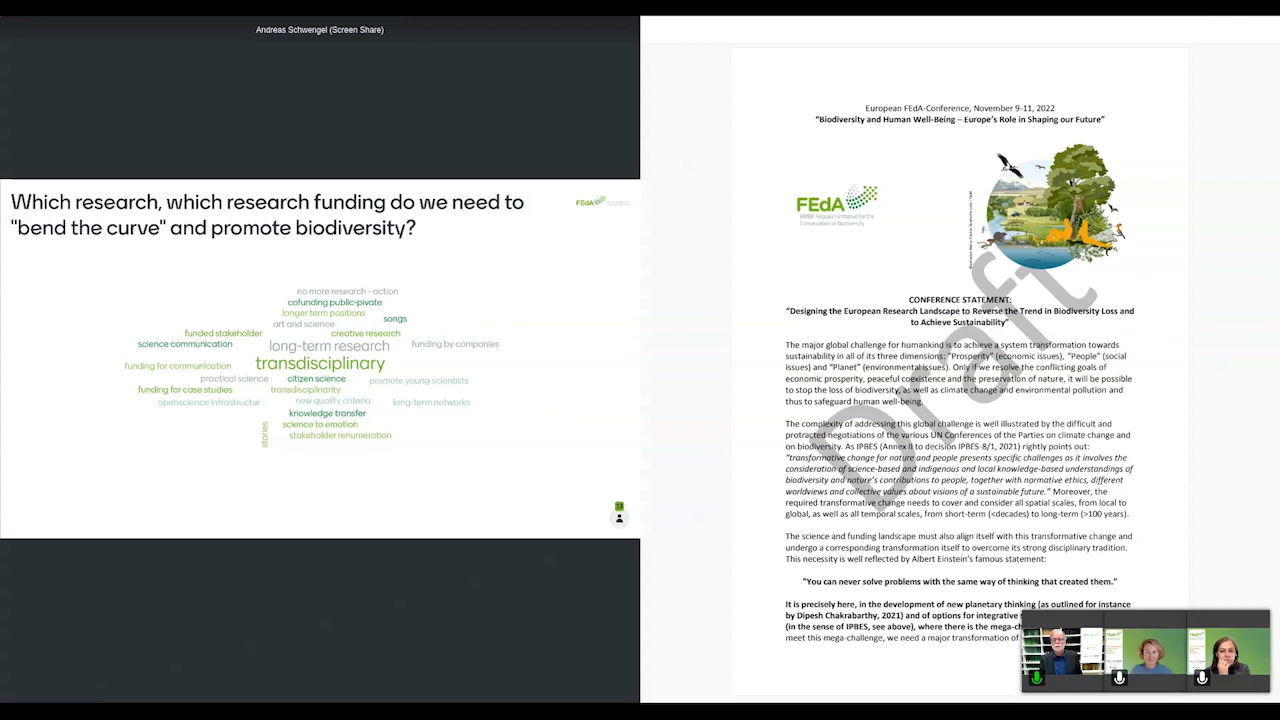 Andreas Schwengel (Screen Share)
Which research, which research funding do we need to
"bend the curve" and promote biodiversity?
FEdA
no more research - action
cofunding public-pivate
longer term positions
songs
art and science
funded stakeholder
creative research
science communication
long-term research
funding by companies
transdisciplinary
funding for communication
practical science
citizen science
promote young scientists
funding for case studies
transdisciplinarity
openscience infrastructur
new quality criteria
long-term networks
knowledge transfer
science to emotion
stories
stakeholder renumeration
European FEdA-Conference, November 9-11, 2022
"Biodiversity and Human Well-Being – Europe's Role in Shaping our Future"
FEdA
BMBF Research Initiative for the
Conservation of Biodiversity
Draft
CONFERENCE STATEMENT:
"Designing the European Research Landscape to Reverse the Trend in Biodiversity Loss and
to Achieve Sustainability"
The major global challenge for humankind is to achieve a system transformation towards
sustainability in all of its three dimensions: "Prosperity" (economic issues), "People" (social
issues) and "Planet" (environmental issues). Only if we resolve the conflicting goals of
economic prosperity, peaceful coexistence and the preservation of nature, it will be possible
to stop the loss of biodiversity, as well as climate change and environmental pollution and
thus to safeguard human well-being.
The complexity of addressing this global challenge is well illustrated by the difficult and
protracted negotiations of the various UN Conferences of the Parties on climate change and
on biodiversity. As IPBES (Annex II to decision IPBES-8/1, 2021) rightly points out:
"transformative change for nature and people presents specific challenges as it involves the
consideration of science-based and indigenous and local knowledge-based understandings of
biodiversity and nature's contributions to people, together with normative ethics, different
worldviews and collective values about visions of a sustainable future." Moreover, the
required transformative change needs to cover and consider all spatial scales, from local to
global, as well as all temporal scales, from short-term (<decades) to long-term (>100 years).
The science and funding landscape must also align itself with this transformative change and
undergo a corresponding transformation itself to overcome its strong disciplinary tradition.
This necessity is well reflected by Albert Einstein's famous statement:
"You can never solve problems with the same way of thinking that created them."
It is precisely here, in the development of new planetary thinking (as outlined for instance
by Dipesh Chakrabarthy, 2021) and of options for integrative
(in the sense of IPBES, see above), where there is the mega-ch
meet this mega-challenge, we need a major transformation of